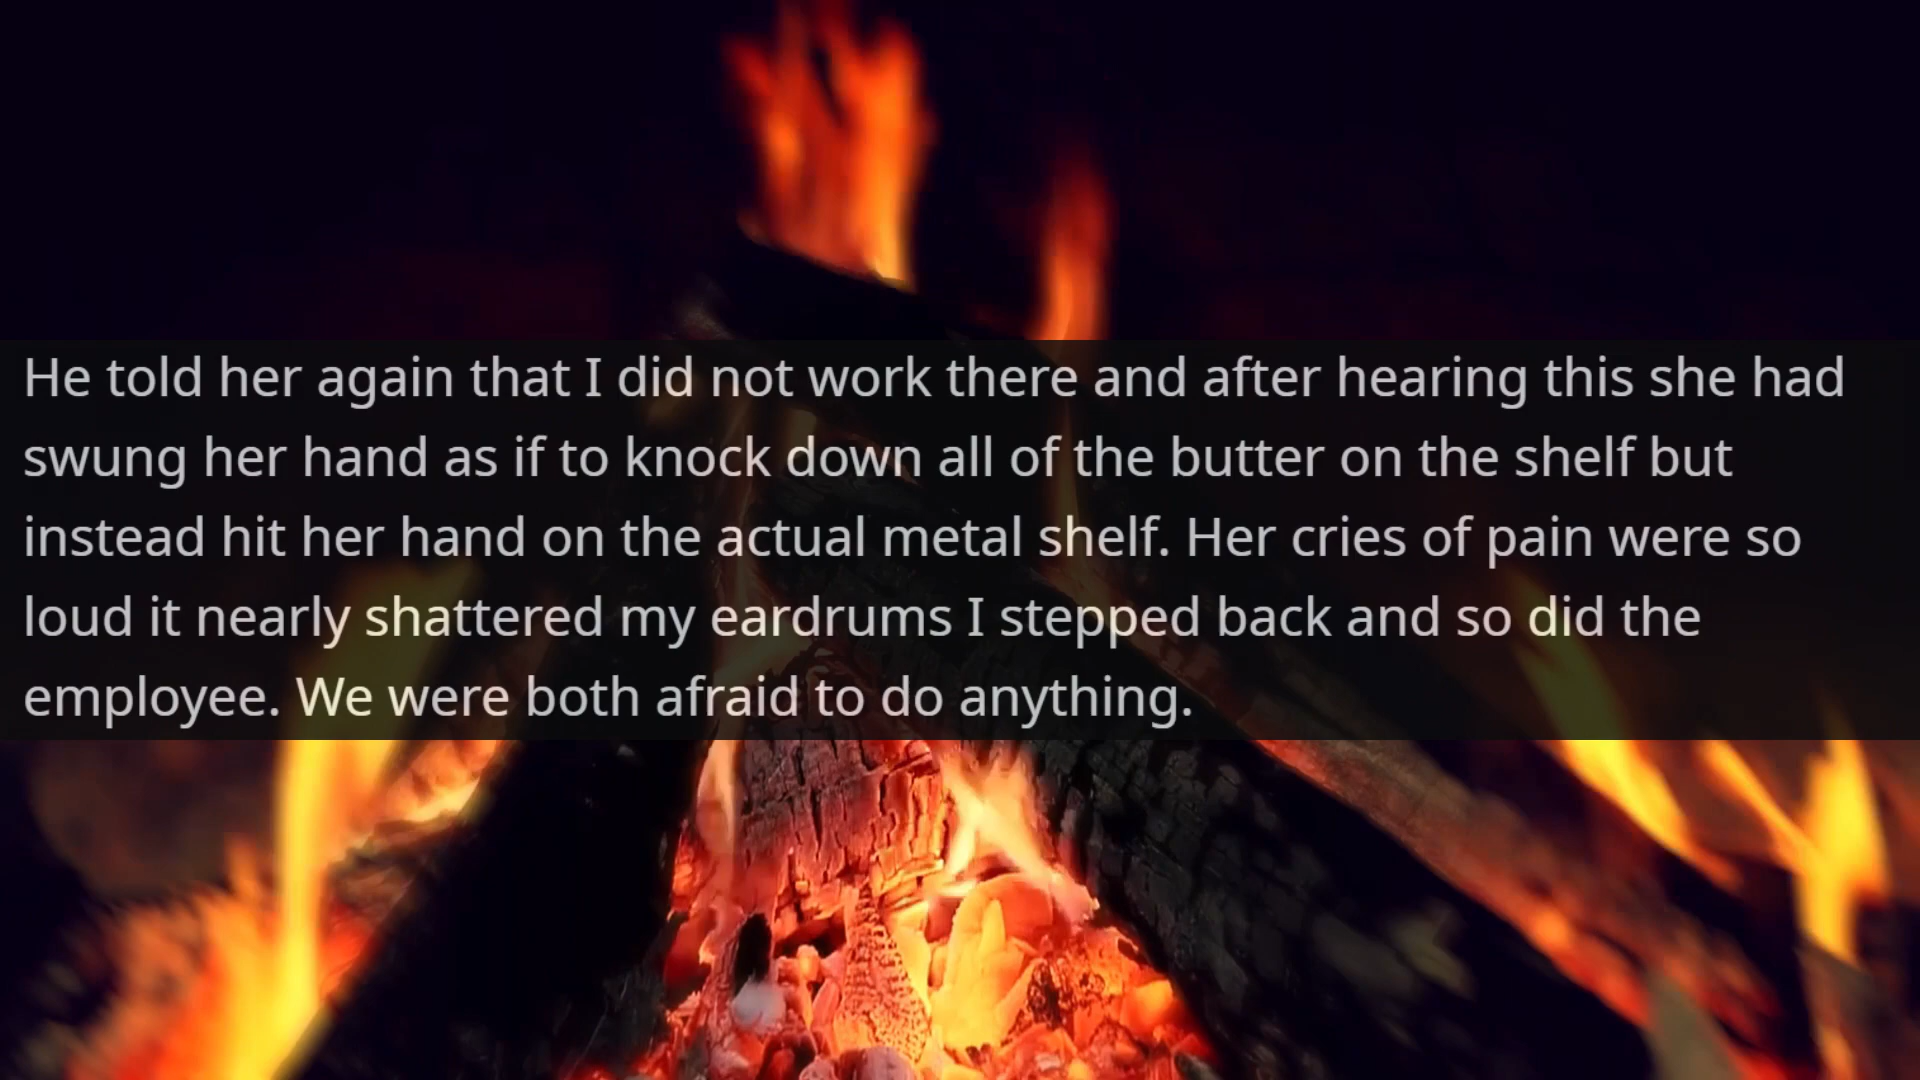 He told her again that I did not work there and after hearing this she had
swung her hand as if to knock down all of the butter on the shelf but
instead hit her hand on the actual metal shelf. Her cries of pain were so
loud it nearly shattered my eardrums I stepped back and so did the
employee. We were both afraid to do anything.